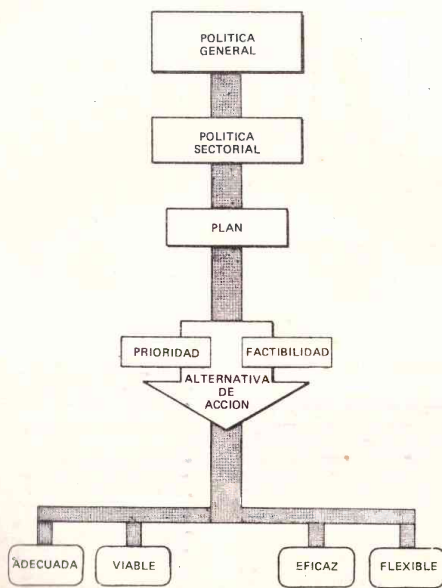 POLITICA
GENERAL
POLITICA
SECTORIAL
PLAN
PRIORIDAD
FACTIBILIDAD
ALTERNATIVA
DE
ACCION
ADECUADA
VIABLE
EFICAZ
FLEXIBLE